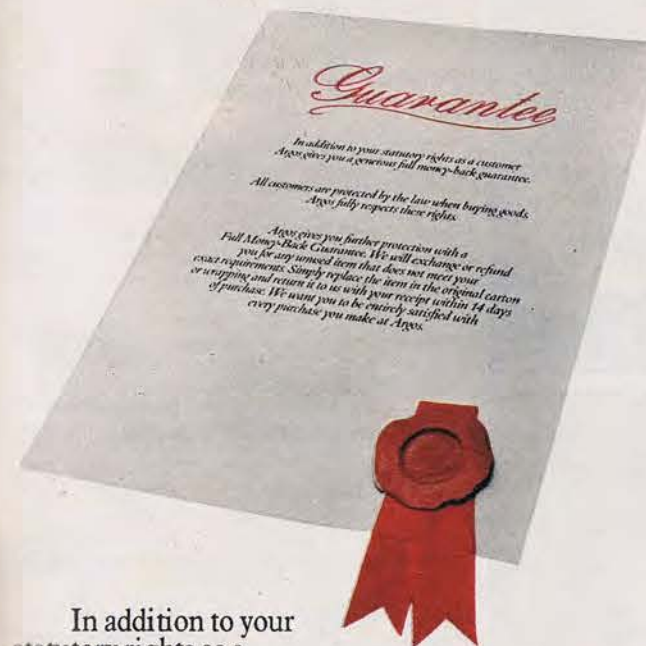 Guarantee
In addition to your statutory rights as a customer
Argos gives you a generous full money-back guarantee.
All customers are protected by the law when buying goods.
Argos fully respects these rights.
Argos gives you further protection with a
Full Money-Back Guarantee. We will exchange or refund
you for any unused item that does not meet your
exact requirements. Simply replace the item in the original carton
or wrapping and return it to us with your receipt within 14 days
of purchase. We want you to be entirely satisfied with
every purchase you make at Argos.
In addition to your
statutory rights as a